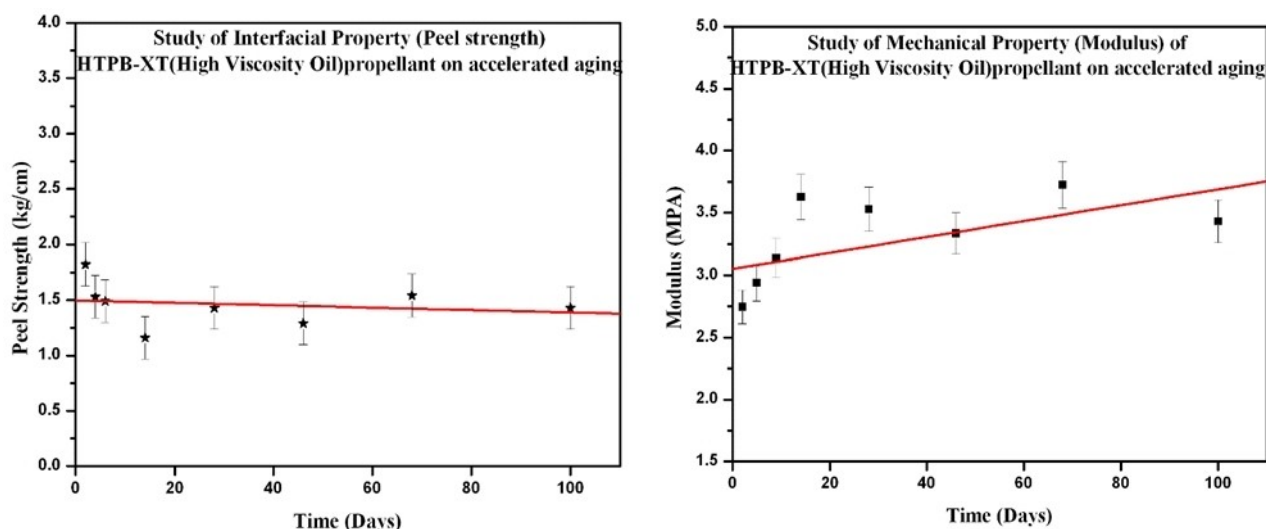 Study of Interfacial Property (Peel strength)
HTPB-XT(High Viscosity Oil)propellant on accelerated aging
Peel Strength (kg/cm)
4.0
3.5
3.0
2.5
2.0
1.5
1.0
0.5
0.0
0 20 40 60 80 100
Time (Days)
Study of Mechanical Property (Modulus) of
HTPB-XT(High Viscosity Oil)propellant on accelerated aging
Modulus (MPA)
5.0
4.5
4.0
3.5
3.0
2.5
2.0
1.5
0 20 40 60 80 100
Time (Days)